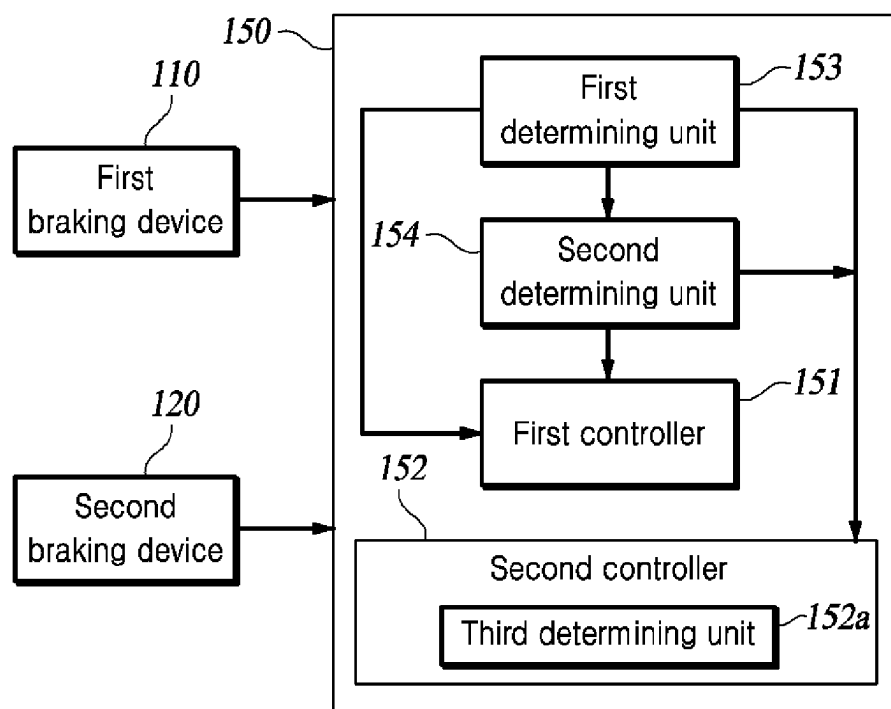 150
153
110
First
determining unit
First
braking device
154
Second
determining unit
151
120
First controller
152
Second
braking device
Second controller
Third determining unit
152a